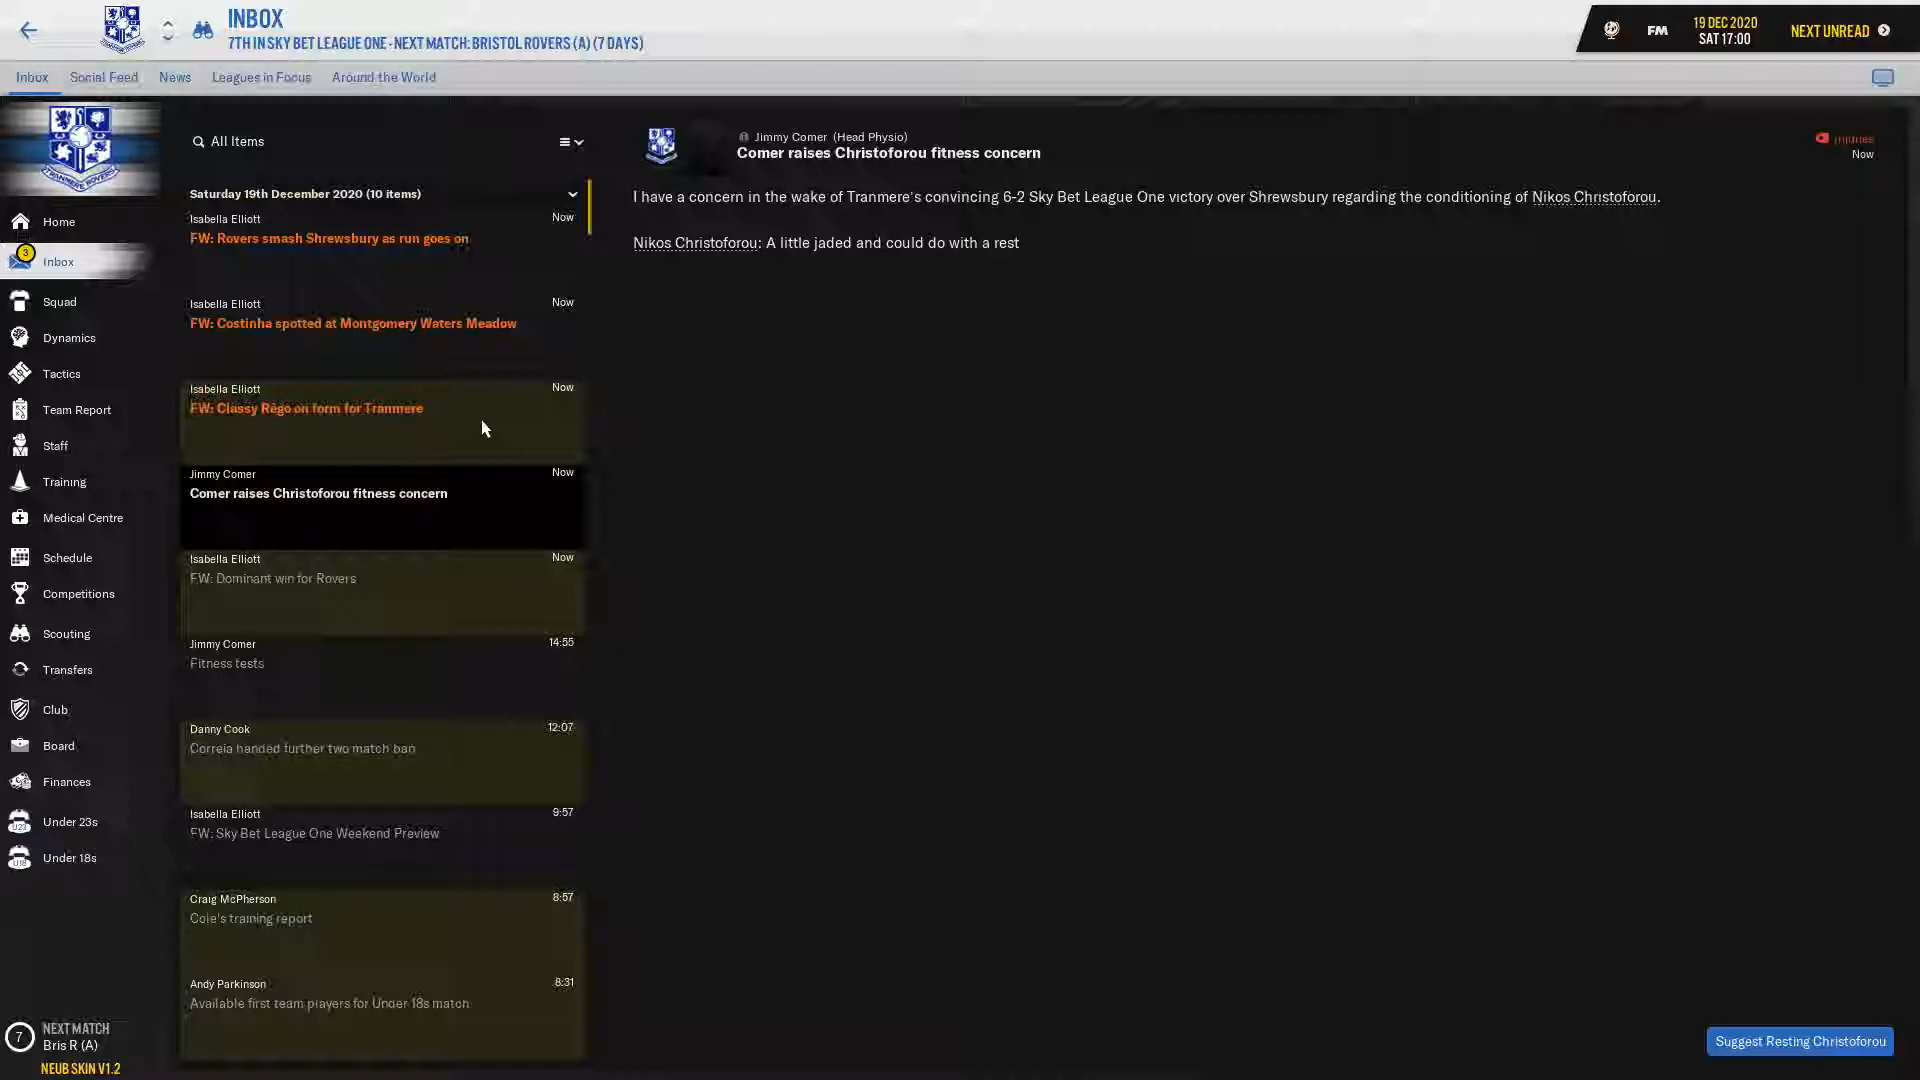 INBOX
7TH IN SKY BET LEAGUE ONE - NEXT MATCH: BRISTOL ROVERS (A) (7 DAYS)
FM
19 DEC 2020
SAT 17:00
NEXT UNREAD
Inbox
Social Feed
News
Leagues in Focus
Around the World
TRANMERE ROVERS
Home
3
Inbox
Squad
Dynamics
Tactics
Team Report
Staff
Training
Medical Centre
Schedule
Competitions
Scouting
Transfers
Club
Board
Finances
U23
Under 23s
U18
Under 18s
7
NEXT MATCH
Bris R (A)
NEUB SKIN V1.2
All Items
Saturday 19th December 2020 (10 items)
Isabella Elliott Now
FW: Rovers smash Shrewsbury as run goes on
Isabella Elliott Now
FW: Costinha spotted at Montgomery Waters Meadow
Isabella Elliott Now
FW: Classy Rêgo on form for Tranmere
Jimmy Comer Now
Comer raises Christoforou fitness concern
Isabella Elliott Now
FW: Dominant win for Rovers
Jimmy Comer 14:55
Fitness tests
Danny Cook 12:07
Correia handed further two match ban
Isabella Elliott 9:57
FW: Sky Bet League One Weekend Preview
Craig McPherson 8:57
Cole's training report
Andy Parkinson 8:31
Available first team players for Under 18s match
Jimmy Comer (Head Physio)
Comer raises Christoforou fitness concern
Injuries
Now
I have a concern in the wake of Tranmere's convincing 6-2 Sky Bet League One victory over Shrewsbury regarding the conditioning of Nikos Christoforou.
Nikos Christoforou: A little jaded and could do with a rest
Suggest Resting Christoforou